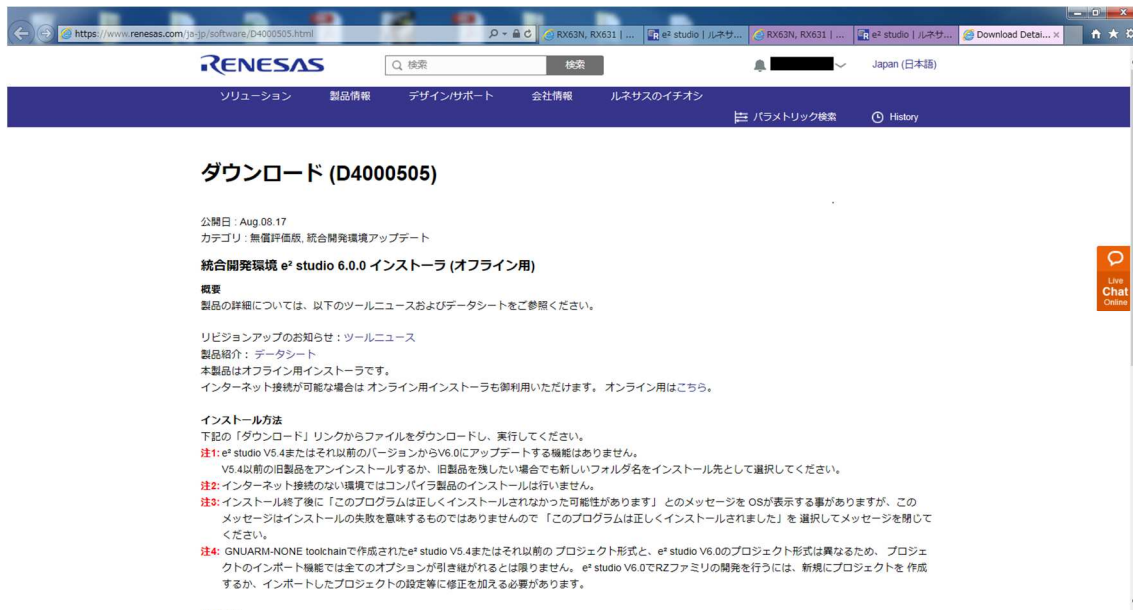 https://www.renesas.com/ja-jp/software/D4000505.html
RX63N, RX631 | ...
e² studio | ルネサ...
RX63N, RX631 | ...
e² studio | ルネサ...
Download Detai...
RENESAS
検索
検索
Japan (日本語)
ソリューション 製品情報 デザイン/サポート 会社情報 ルネサスのイチオシ
パラメトリック検索 History
ダウンロード (D4000505)
公開日 : Aug.08.17
カテゴリ : 無償評価版, 統合開発環境アップデート
統合開発環境 e² studio 6.0.0 インストーラ (オフライン用)
概要
製品の詳細については、以下のツールニュースおよびデータシートをご参照ください。
リビジョンアップのお知らせ：ツールニュース
製品紹介： データシート
本製品はオフライン用インストーラです。
インターネット接続が可能な場合は オンライン用インストーラも御利用いただけます。 オンライン用はこちら。
インストール方法
下記の「ダウンロード」リンクからファイルをダウンロードし、実行してください。
注1: e² studio V5.4またはそれ以前のバージョンからV6.0にアップデートする機能はありません。
V5.4以前の旧製品をアンインストールするか、旧製品を残したい場合でも新しいフォルダ名をインストール先として選択してください。
注2: インターネット接続のない環境ではコンパイラ製品のインストールは行いません。
注3: インストール終了後に「このプログラムは正しくインストールされなかった可能性があります」 とのメッセージを OSが表示する事がありますが、この
メッセージはインストールの失敗を意味するものではありませんので 「このプログラムは正しくインストールされました」を 選択してメッセージを閉じて
ください。
注4: GNUARM-NONE toolchainで作成されたe² studio V5.4またはそれ以前の プロジェクト形式と、e² studio V6.0のプロジェクト形式は異なるため、 プロジェ
クトのインポート機能では全てのオプションが引き継がれるとは限りません。 e² studio V6.0でRZファミリの開発を行うには、新規にプロジェクトを 作成
するか、インポートしたプロジェクトの設定等に修正を加える必要があります。
Live
Chat
Online